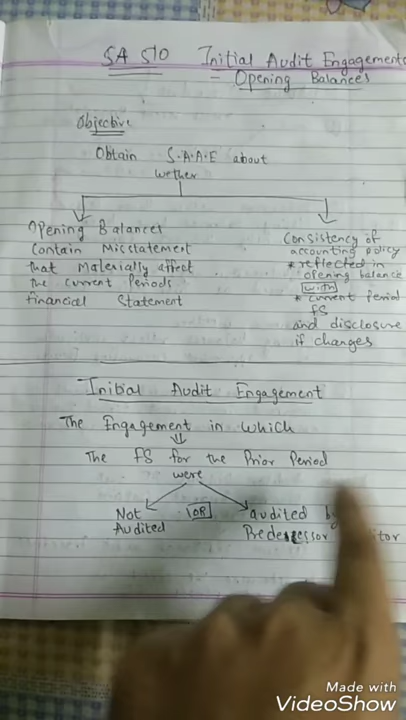 SA 510 Initial Audit Engagements
- Opening Balances
Objective
Obtain S.A.A.E about
wether
Opening Balances
Contain Misstatement
that Materially affect
the current Periods
Financial Statement
Consistency of
accounting policy
* reflected in
opening balance
with
* current period
FS
and disclosure
if changes
Initial Audit Engagement
The Engagement in which
The FS for the Prior Period
were
Not
Audited
OR
audited by
Predessessor
Made with
VideoShow